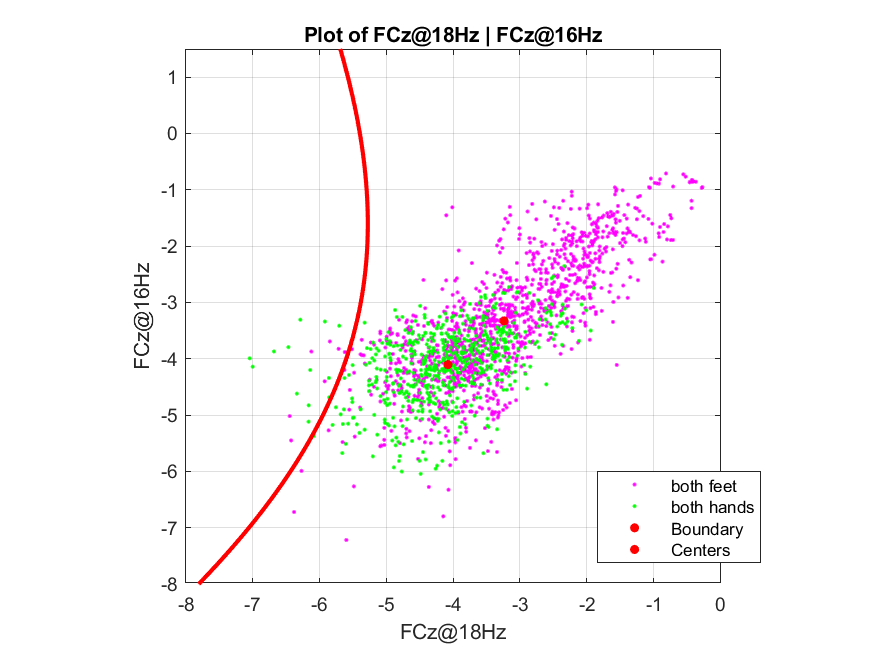 Plot of FCz@18Hz | FCz@16Hz
1
0
-1
-2
-3
-4
-5
-6
-7
-8
FCz@16Hz
both feet
both hands
Boundary
Centers
-8 -7 -6 -5 -4 -3 -2 -1 0
FCz@18Hz